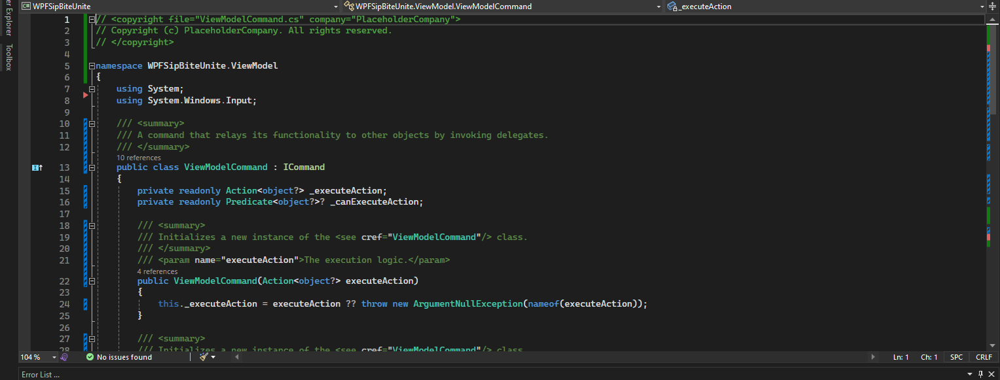 er Explorer
Toolbox
C# WPFSipBiteUnite
WPFSipBiteUnite.ViewModel.ViewModelCommand
_executeAction
1 // <copyright file="ViewModelCommand.cs" company="PlaceholderCompany">
2 // Copyright (c) PlaceholderCompany. All rights reserved.
3 // </copyright>
4
5 namespace WPFSipBiteUnite.ViewModel
6 {
7 using System;
8 using System.Windows.Input;
9
10 /// <summary>
11 /// A command that relays its functionality to other objects by invoking delegates.
12 /// </summary>
10 references
13 public class ViewModelCommand : ICommand
14 {
15 private readonly Action<object?> _executeAction;
16 private readonly Predicate<object?>? _canExecuteAction;
17
18 /// <summary>
19 /// Initializes a new instance of the <see cref="ViewModelCommand"/> class.
20 /// </summary>
21 /// <param name="executeAction">The execution logic.</param>
4 references
22 public ViewModelCommand(Action<object?> executeAction)
23 {
24 this._executeAction = executeAction ?? throw new ArgumentNullException(nameof(executeAction));
25 }
26
27 /// <summary>
28 /// Initializes a new instance of the <see cref="ViewModelCommand"/> class.
104 %
No issues found
Ln: 1
Ch: 1
SPC
CRLF
Error List ...